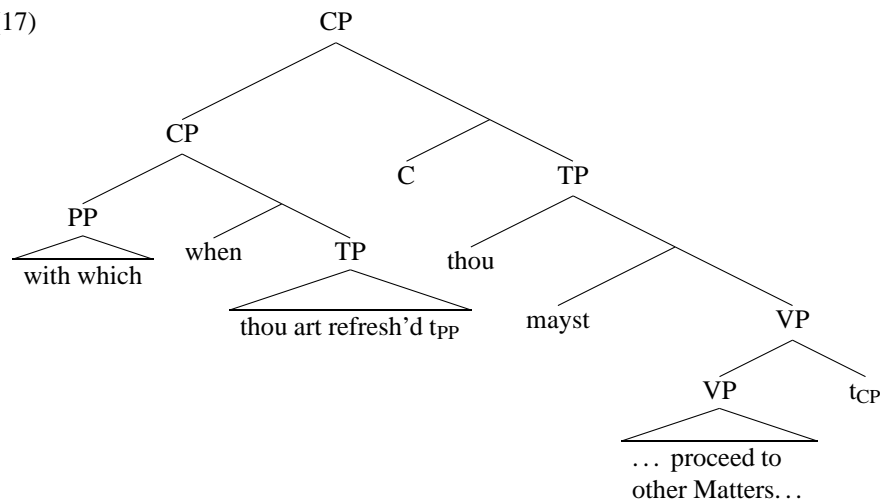 17)
CP
CP
C
TP
PP
when
TP
thou
with which
mayst
VP
thou art refresh'd tPP
VP
tCP
... proceed to
other Matters...